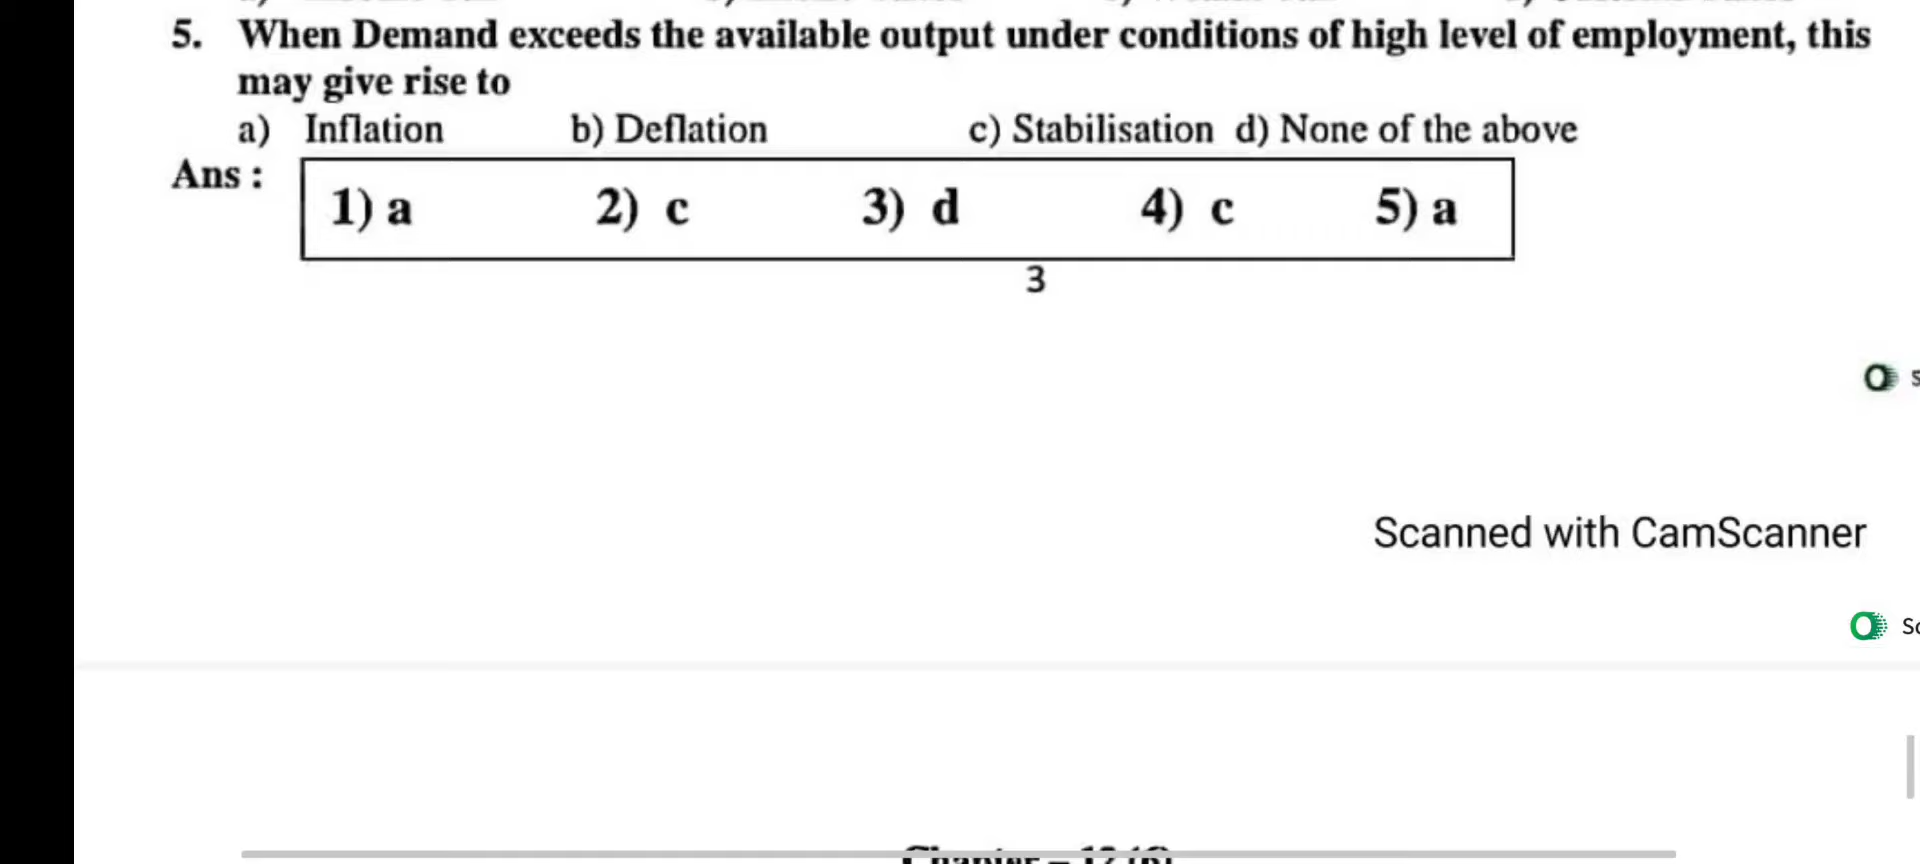 5. When Demand exceeds the available output under conditions of high level of employment, this
may give rise to
a) Inflation b) Deflation c) Stabilisation d) None of the above
Ans :
1) a 2) c 3) d 4) c 5) a
3
Scanned with CamScanner